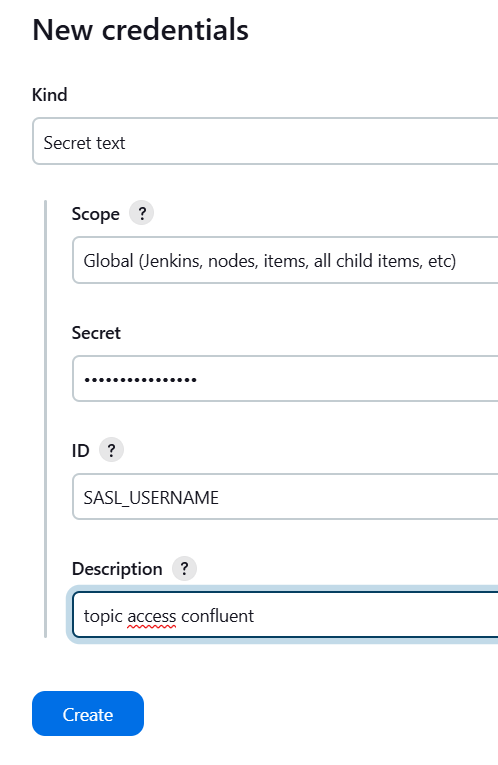 New credentials
Kind
Secret text
Scope ?
Global (Jenkins, nodes, items, all child items, etc)
Secret
••••••••••••••••
ID ?
SASL_USERNAME
Description ?
topic access confluent
Create